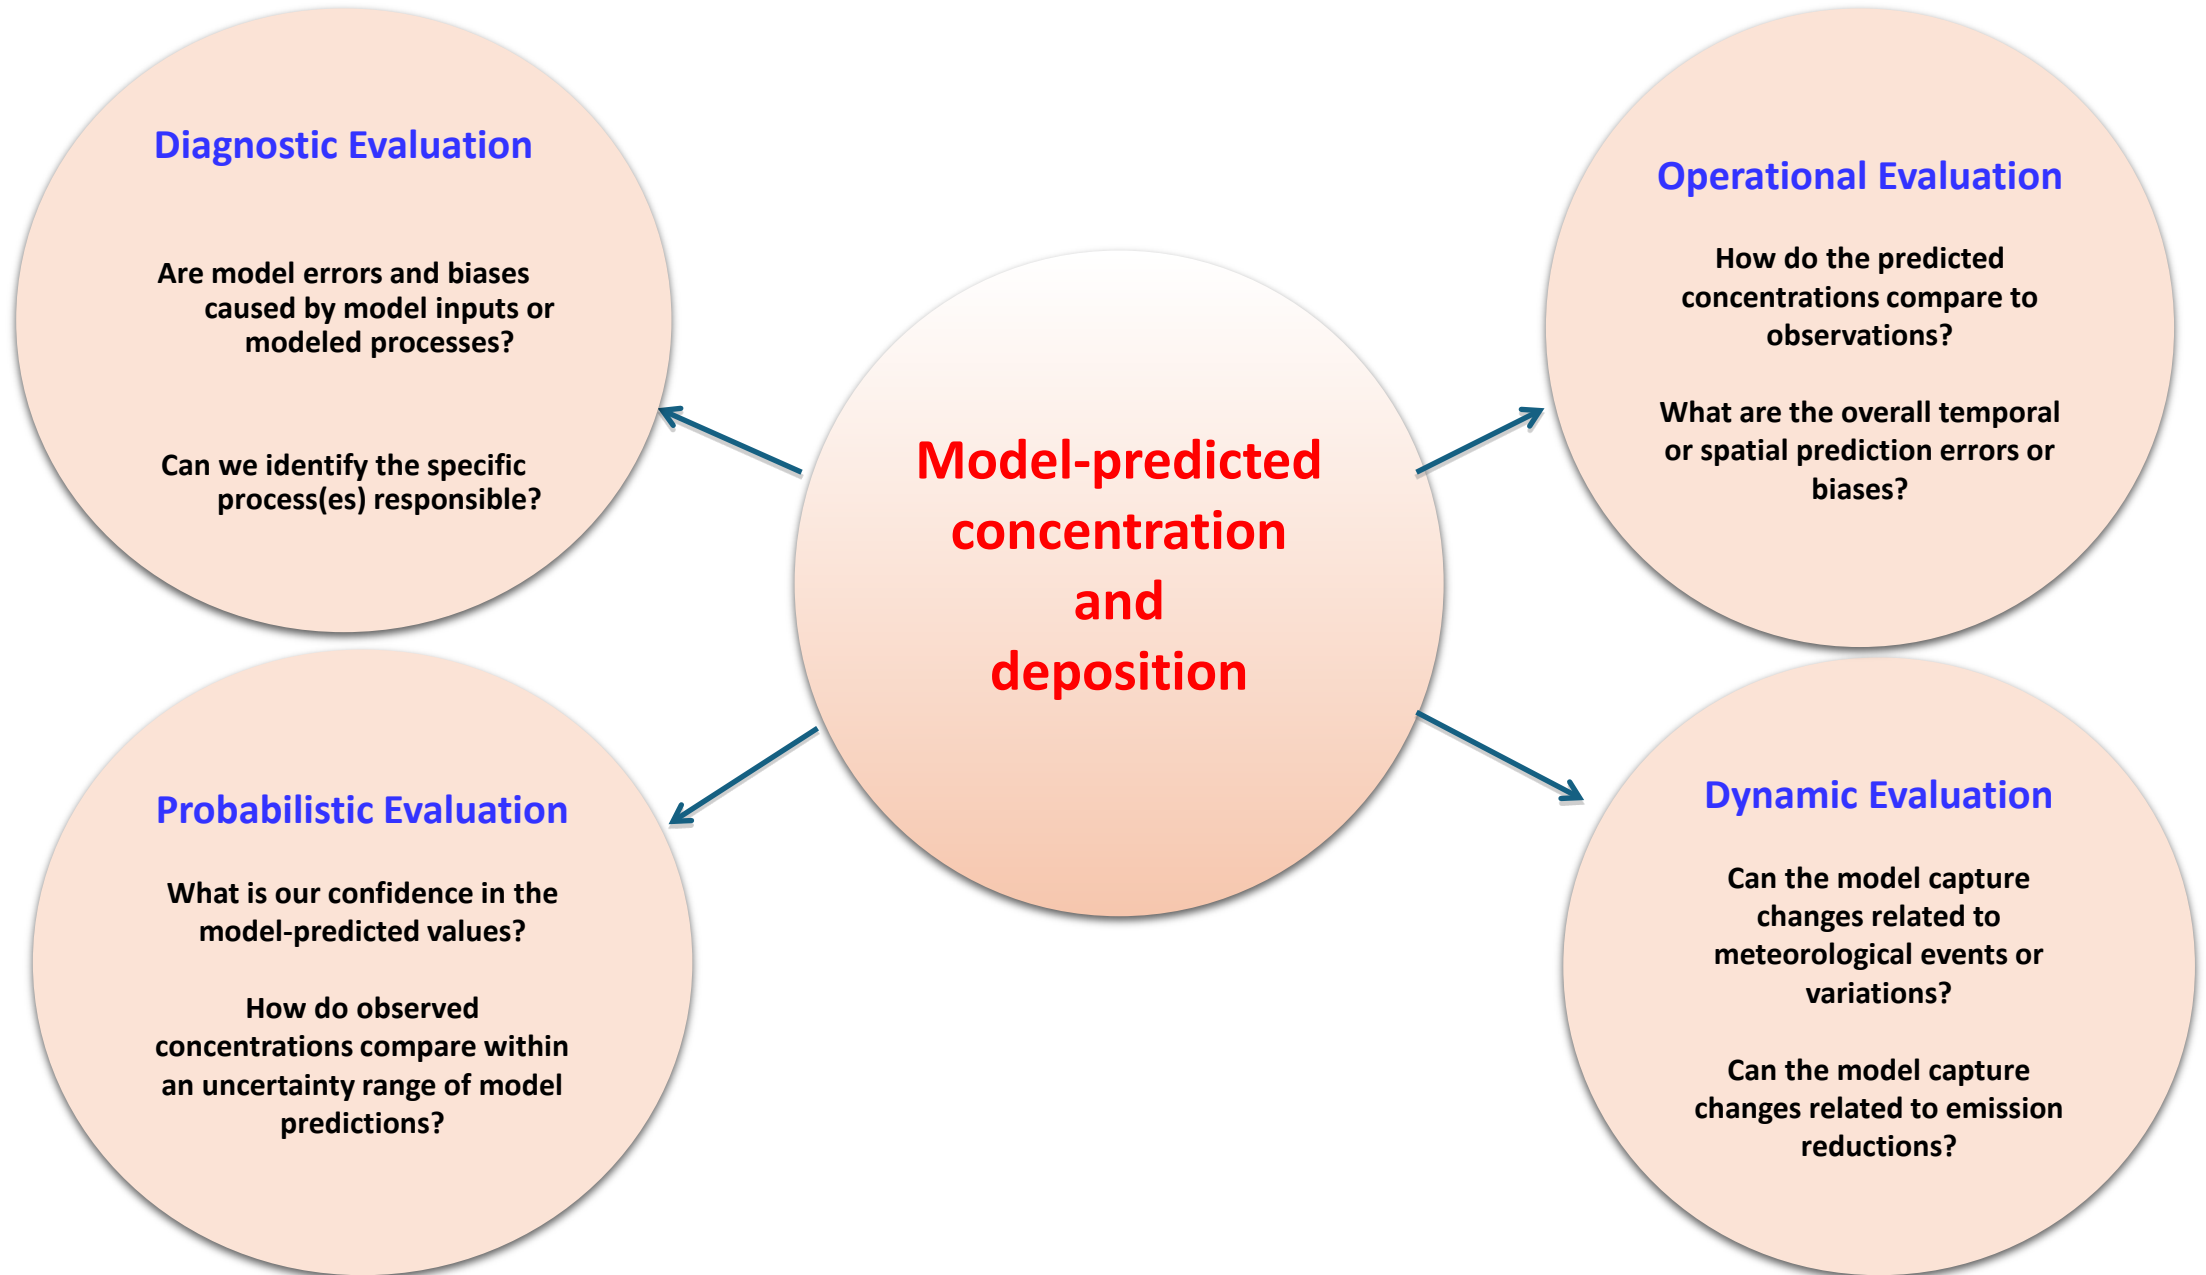 Diagnostic Evaluation
Are model errors and biases
caused by model inputs or
modeled processes?
Can we identify the specific
process(es) responsible?
Operational Evaluation
How do the predicted
concentrations compare to
observations?
What are the overall temporal
or spatial prediction errors or
biases?
Model-predicted
concentration
and
deposition
Probabilistic Evaluation
What is our confidence in the
model-predicted values?
How do observed
concentrations compare within
an uncertainty range of model
predictions?
Dynamic Evaluation
Can the model capture
changes related to
meteorological events or
variations?
Can the model capture
changes related to emission
reductions?